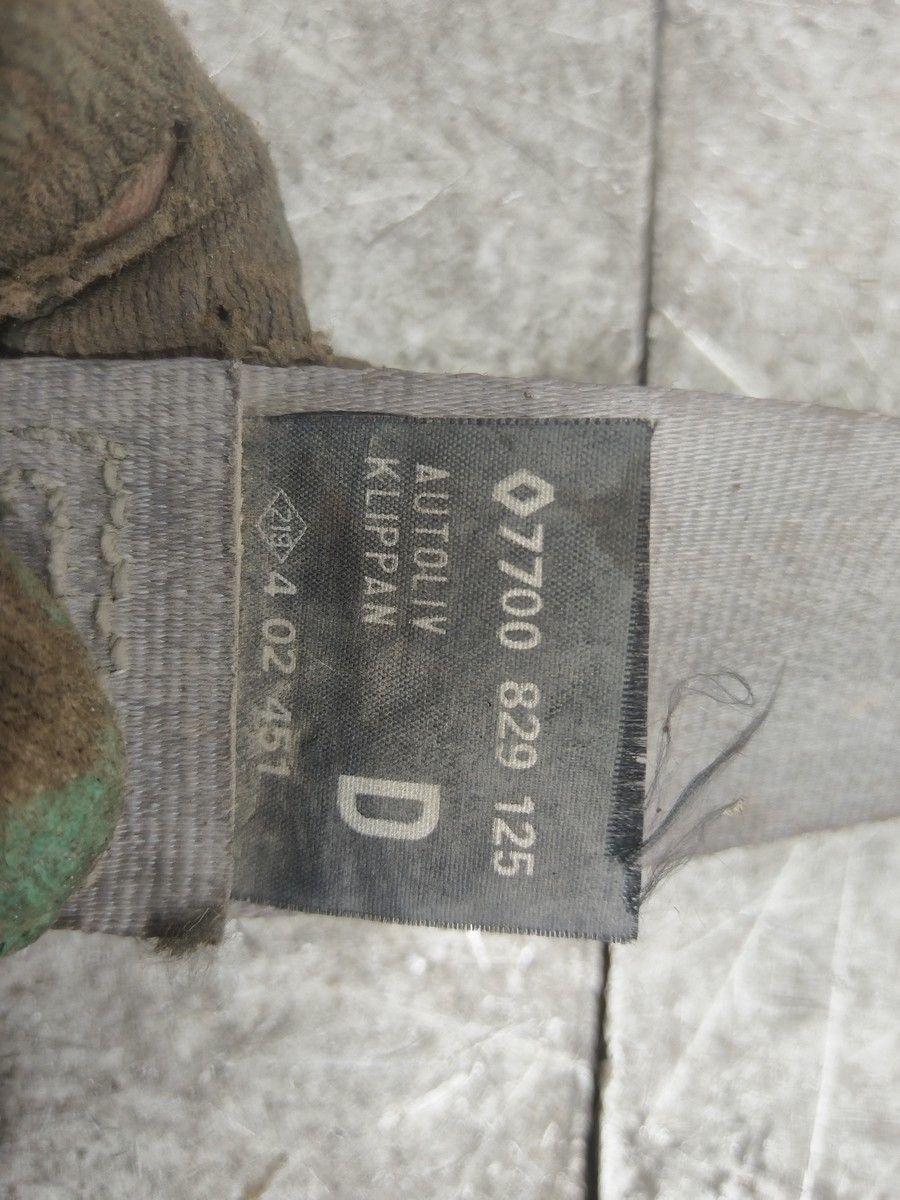 7700 829 125
AUTOLIV
KLIPPAN
D
4 02 451